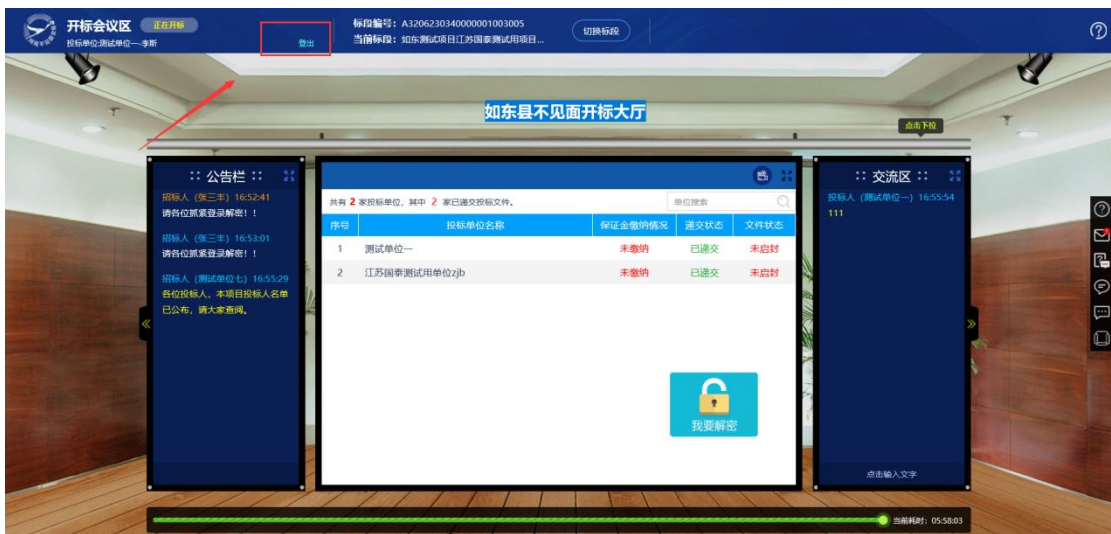 开标会议区 正在开标
投标单位:测试单位一-李斯
登出
标段编号：A3206230340000001003005
当前标段：如东测试项目江苏国泰测试用项目...
切换标段
如东县不见面开标大厅
点击下拉
:: 公告栏 ::
招标人（张三丰）16:52:41
请各位抓紧登录解密！！
招标人（张三丰）16:53:01
请各位抓紧登录解密！！
招标人（测试单位七）16:55:29
各位投标人，本项目投标人名单
已公布，请大家查阅。
共有 2 家投标单位，其中 2 家已递交投标文件。
单位搜索
序号 投标单位名称 保证金缴纳情况 递交状态 文件状态
1 测试单位一 未缴纳 已递交 未启封
2 江苏国泰测试用单位zjb 未缴纳 已递交 未启封
我要解密
:: 交流区 ::
投标人（测试单位一）16:55:54
111
点击输入文字
当前耗时：05:58:03